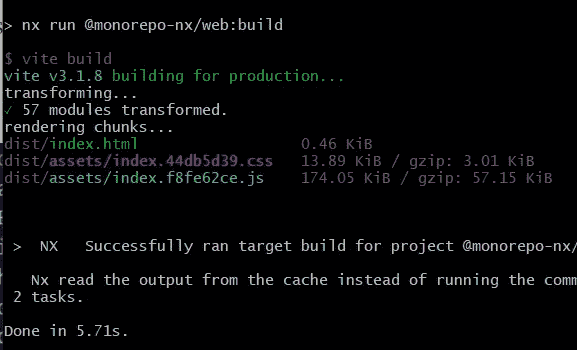 > nx run @monorepo-nx/web:build
$ vite build
vite v3.1.8 building for production...
transforming...
✓ 57 modules transformed.
rendering chunks...
dist/index.html 0.46 KiB
dist/assets/index.44db5d39.css 13.89 KiB / gzip: 3.01 KiB
dist/assets/index.f8fe62ce.js 174.05 KiB / gzip: 57.15 KiB
> NX Successfully ran target build for project @monorepo-nx/
Nx read the output from the cache instead of running the comm
2 tasks.
Done in 5.71s.